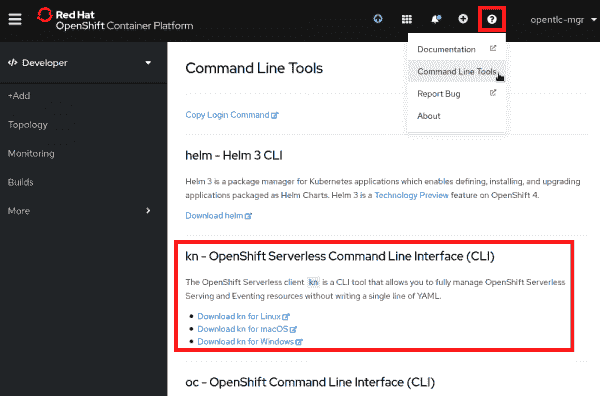 Red Hat
OpenShift Container Platform
opentlc-mgr
Documentation
Command Line Tools
Report Bug
About
</> Developer
+Add
Topology
Monitoring
Builds
More
Command Line Tools
Copy Login Command
helm - Helm 3 CLI
Helm 3 is a package manager for Kubernetes applications which enables defining, installing, and upgrading
applications packaged as Helm Charts. Helm 3 is a Technology Preview feature on OpenShift 4.
Download helm
kn - OpenShift Serverless Command Line Interface (CLI)
The OpenShift Serverless client kn is a CLI tool that allows you to fully manage OpenShift Serverless
Serving and Eventing resources without writing a single line of YAML.
Download kn for Linux
Download kn for macOS
Download kn for Windows
oc - OpenShift Command Line Interface (CLI)